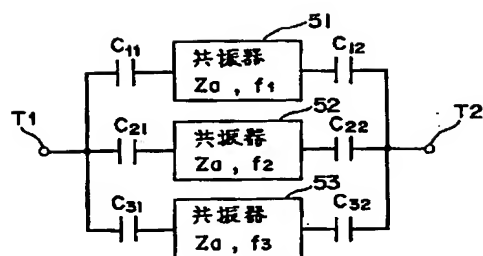 51
C11
共振器
Za , f1
C12
T1
T2
52
C21
共振器
Za , f2
C22
53
C31
共振器
Za , f3
C32